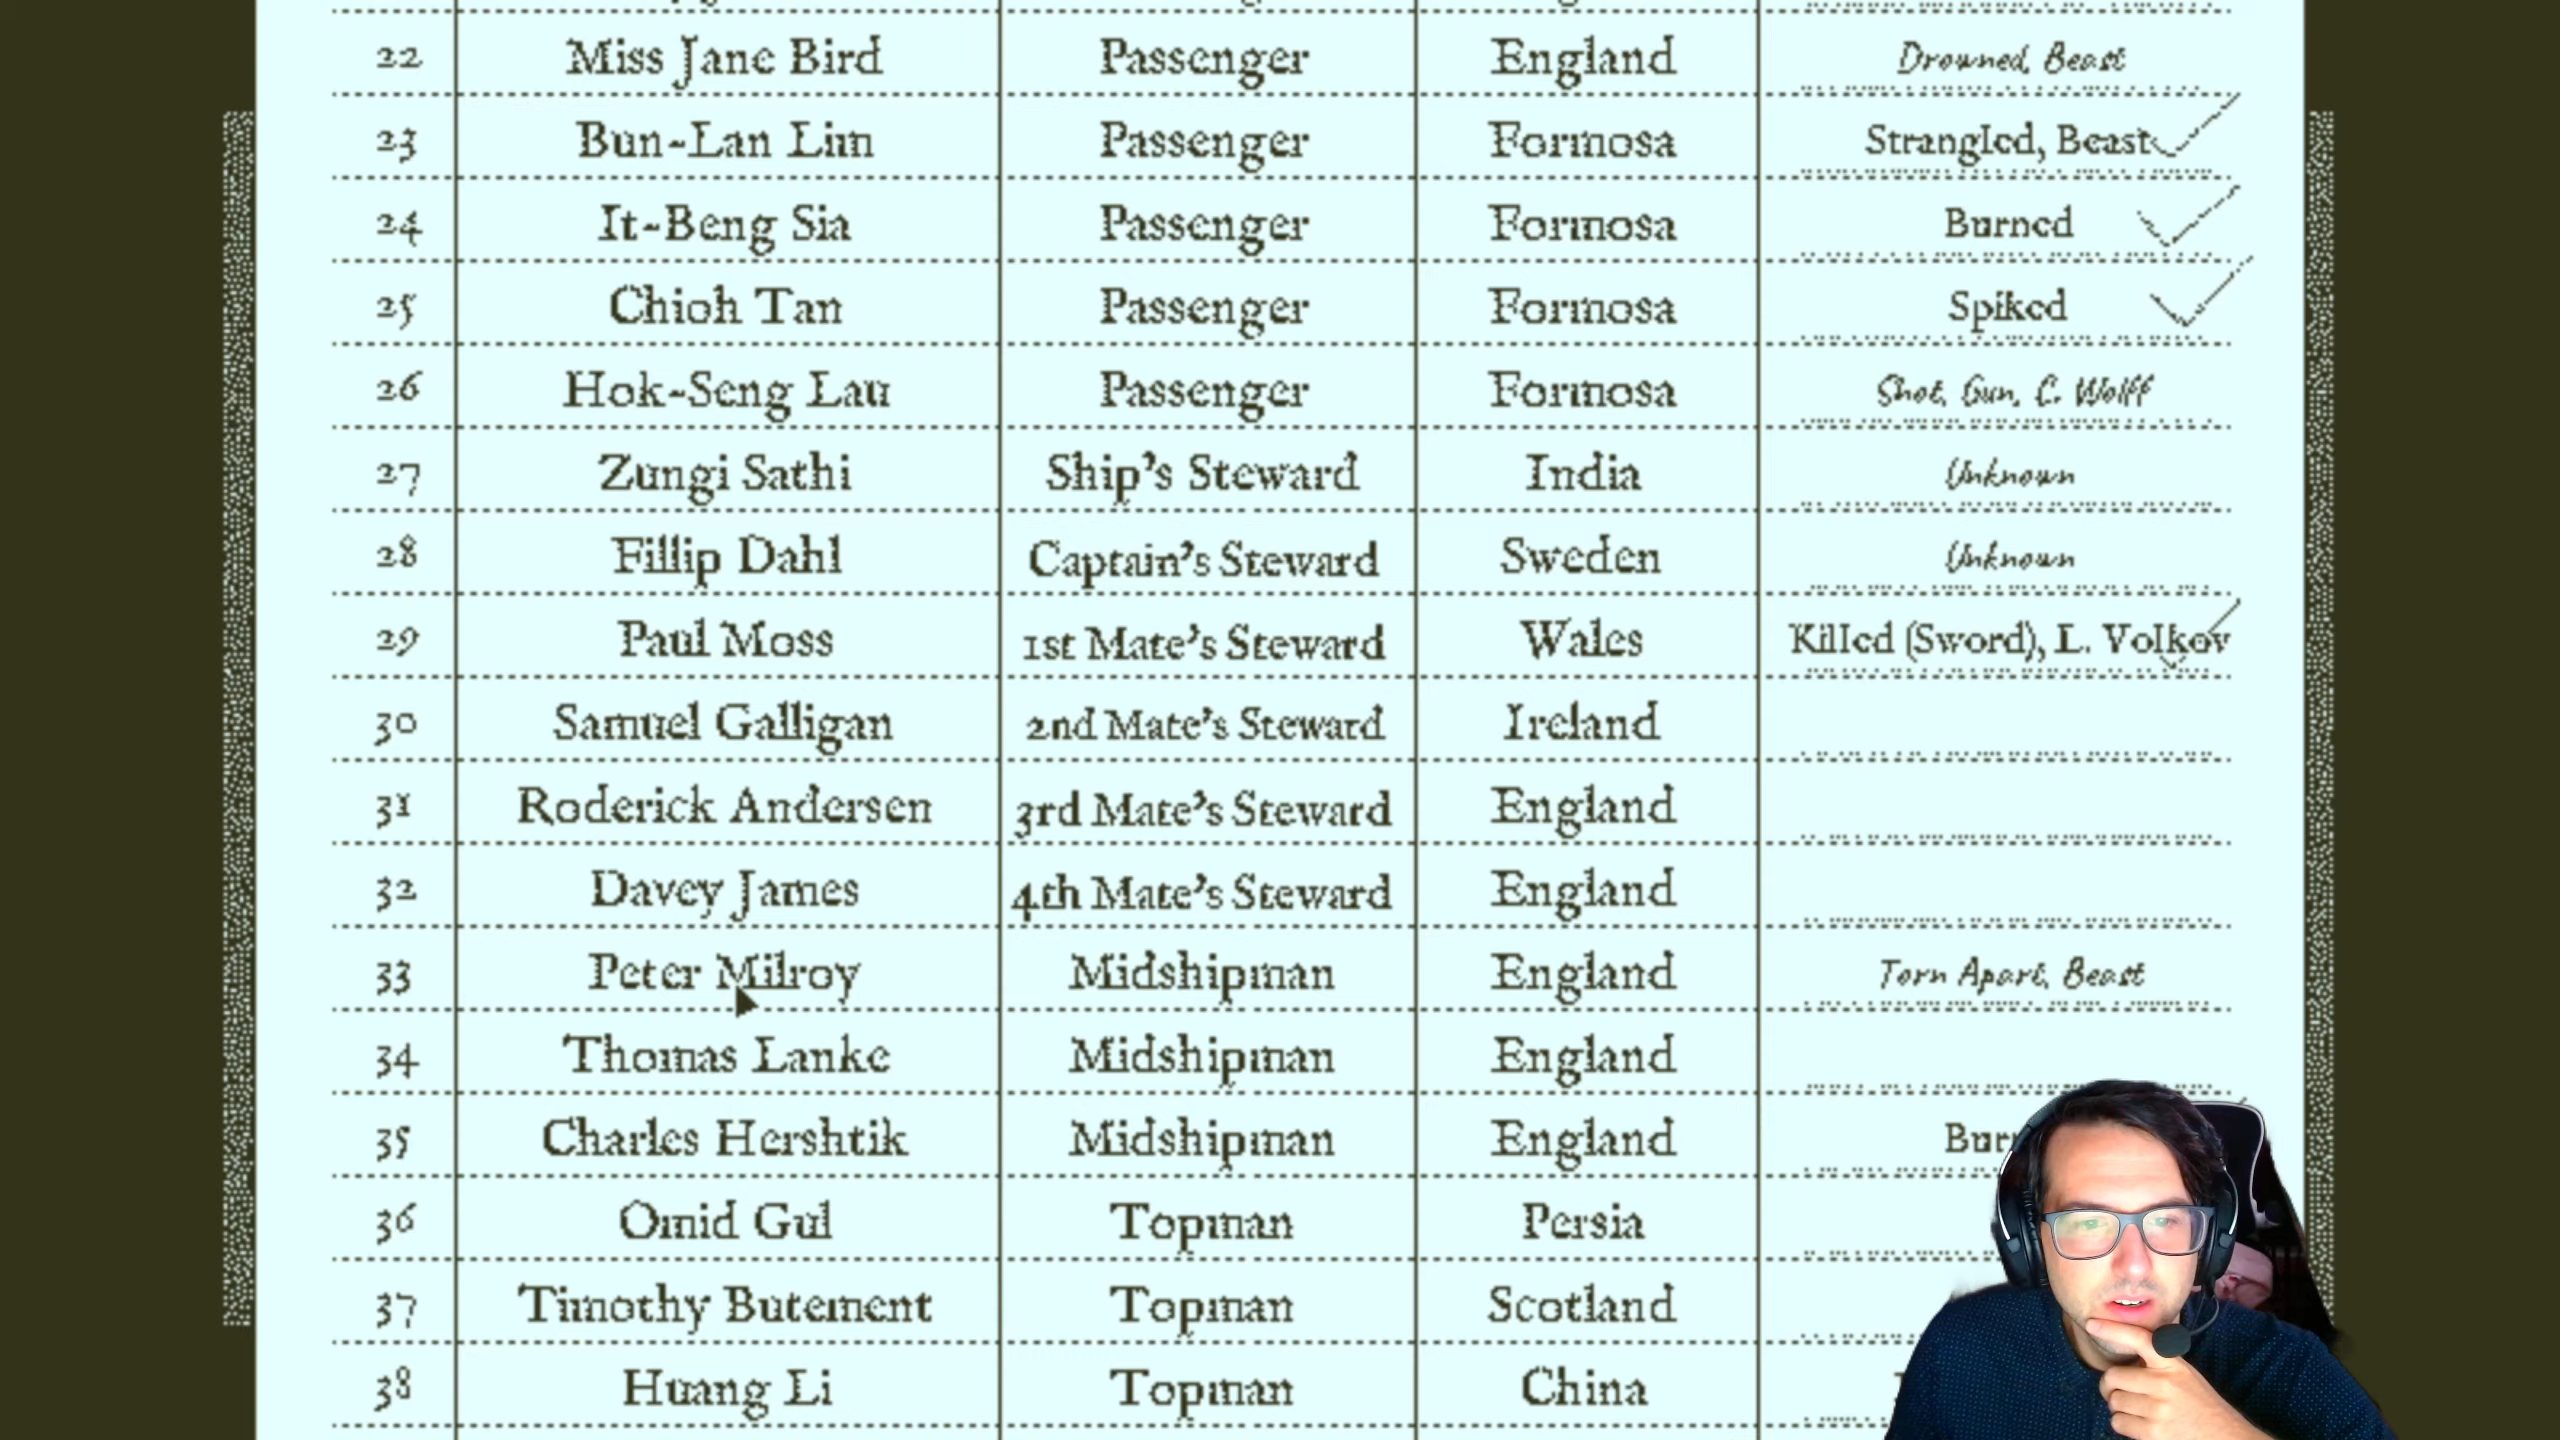 22 Miss Jane Bird Passenger England Drowned, Beast
23 Bun-Lan Lim Passenger Formosa Strangled, Beast
24 It-Beng Sia Passenger Formosa Burned
25 Chioh Tan Passenger Formosa Spiked
26 Hok-Seng Lau Passenger Formosa Shot, Gun, C. Wolff
27 Zungi Sathi Ship's Steward India Unknown
28 Fillip Dahl Captain's Steward Sweden Unknown
29 Paul Moss 1st Mate's Steward Wales Killed (Sword), L. Volkov
30 Samuel Galligan 2nd Mate's Steward Ireland
31 Roderick Andersen 3rd Mate's Steward England
32 Davey James 4th Mate's Steward England
33 Peter Milroy Midshipman England Torn Apart, Beast
34 Thomas Lanke Midshipman England
35 Charles Hershtik Midshipman England
36 Omid Gul Topman Persia
37 Timothy Butement Topman Scotland
38 Huang Li Topman China